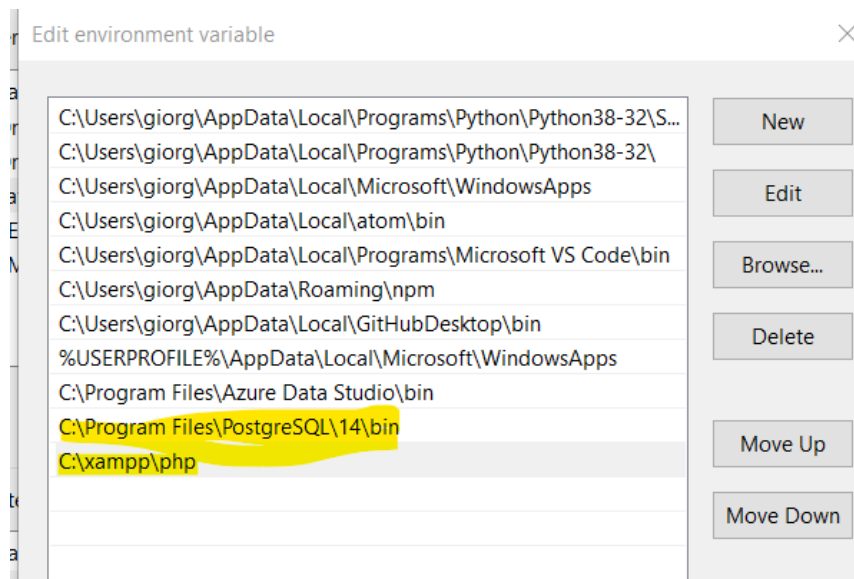 Edit environment variable
C:\Users\giorg\AppData\Local\Programs\Python\Python38-32\S...
C:\Users\giorg\AppData\Local\Programs\Python\Python38-32\
C:\Users\giorg\AppData\Local\Microsoft\WindowsApps
C:\Users\giorg\AppData\Local\atom\bin
C:\Users\giorg\AppData\Local\Programs\Microsoft VS Code\bin
C:\Users\giorg\AppData\Roaming\npm
C:\Users\giorg\AppData\Local\GitHubDesktop\bin
%USERPROFILE%\AppData\Local\Microsoft\WindowsApps
C:\Program Files\Azure Data Studio\bin
C:\Program Files\PostgreSQL\14\bin
C:\xampp\php
New
Edit
Browse...
Delete
Move Up
Move Down